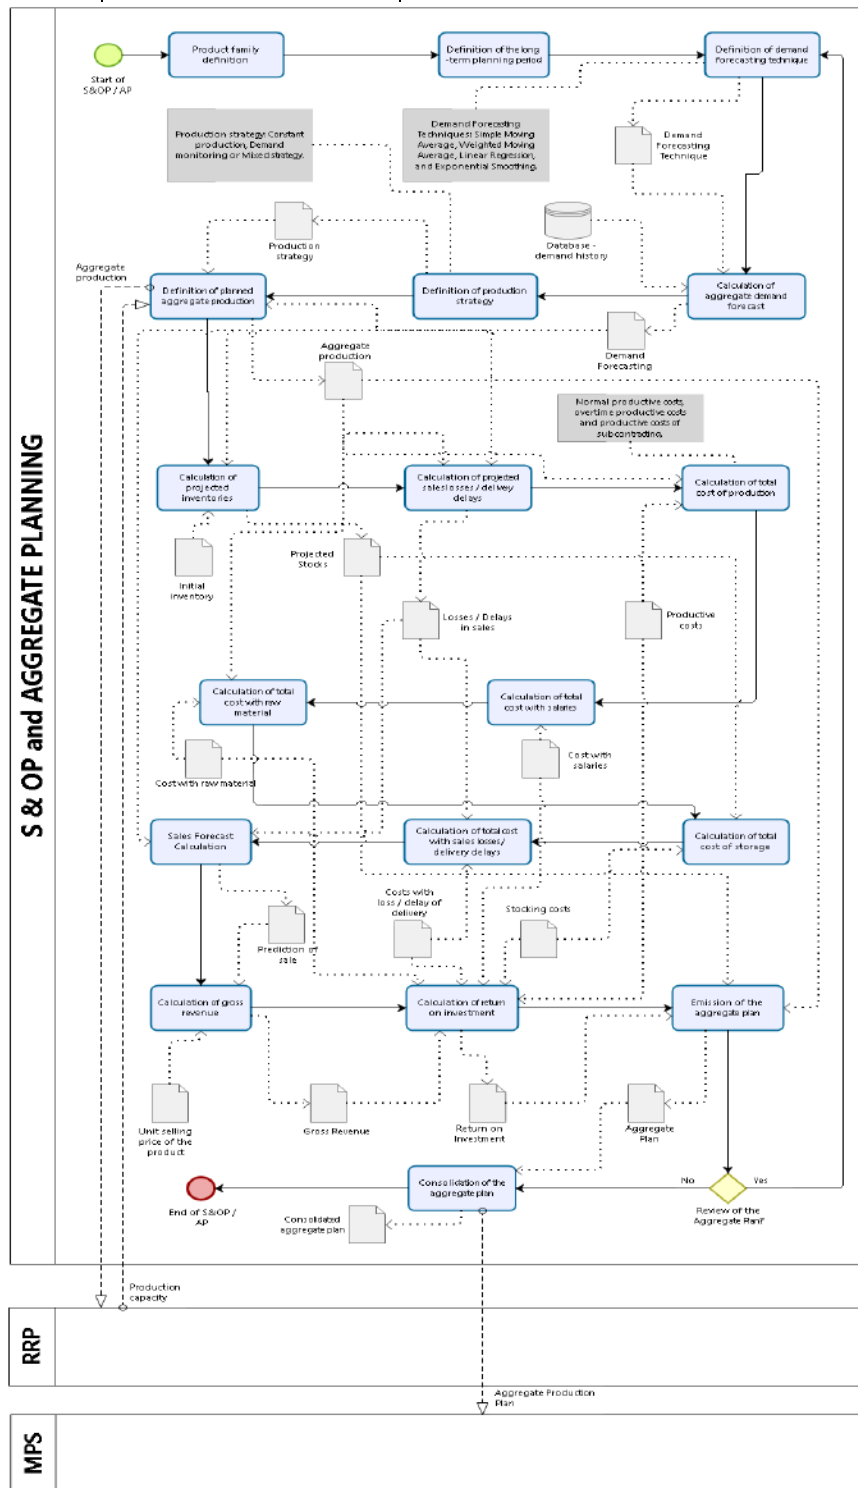 S & OP and AGGREGATE PLANNING
Start of
S&OP / AP
Product family
definition
Definition of the long
-term planning period
Definition of demand
forecasting technique
Production strategy: Constant
production, Demand
monitoring or Mixed strategy.
Demand Forecasting
Techniques: Simple Moving
Average, Weighted Moving
Average, Linear Regression,
and Exponential Smoothing.
Demand
Forecasting
Technique
Production
strategy
Database -
demand history
Aggregate
production
Definition of planned
aggregate production
Definition of production
strategy
Calculation of
aggregate demand
forecast
Aggregate
production
Demand
Forecasting
Normal productive costs,
overtime productive costs
and productive costs of
subcontracting.
Calculation of
projected
inventories
Calculation of projected
sales losses / delivery
delays
Calculation of total
cost of production
Initial
inventory
Projected
Stocks
Losses / Delays
in sales
Productive
costs
Calculation of total
cost with raw
material
Calculation of total
cost with salaries
Cost with raw material
Cost with
salaries
Sales Forecast
Calculation
Calculation of total cost
with sales losses/
delivery delays
Calculation of total
cost of storage
Costs with
loss / delay of
delivery
Stocking costs
Prediction of
sale
Calculation of gross
revenue
Calculation of return
on investment
Emission of the
aggregate plan
Unit selling
price of the
product
Gross Revenue
Return on
Investment
Aggregate
Plan
Consolidation of the
aggregate plan
No
Yes
End of S&OP /
AP
Consolidated
aggregate plan
Review of the
Aggregate Plan?
Production
capacity
RRP
Aggregate Production
Plan
MPS